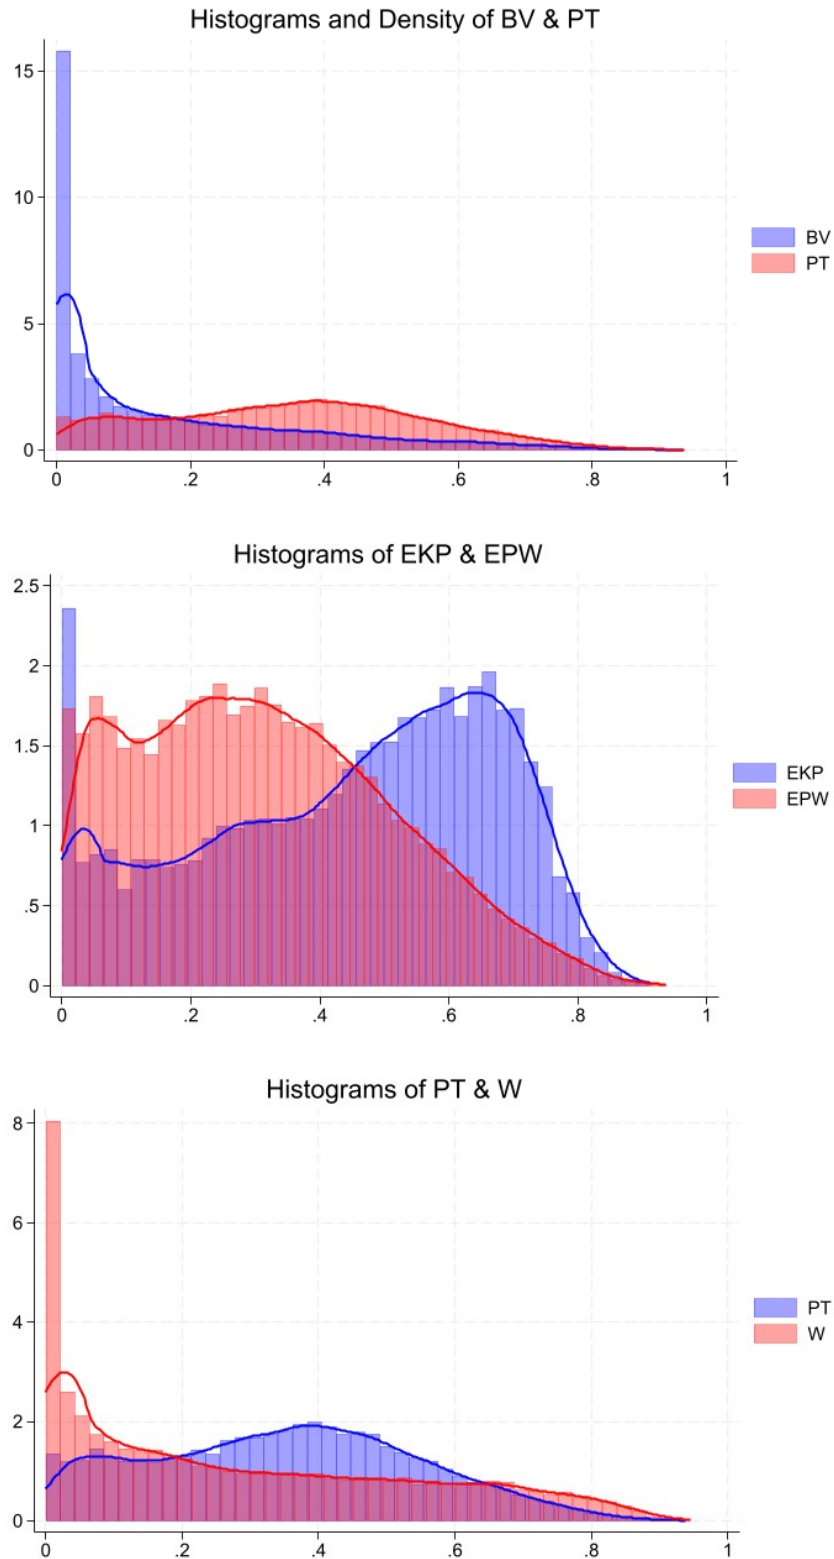 Histograms and Density of BV & PT
15
10
5
0
0 .2 .4 .6 .8 1
BV
PT
Histograms of EKP & EPW
2.5
2
1.5
1
.5
0
0 .2 .4 .6 .8 1
EKP
EPW
Histograms of PT & W
8
6
4
2
0
0 .2 .4 .6 .8 1
PT
W